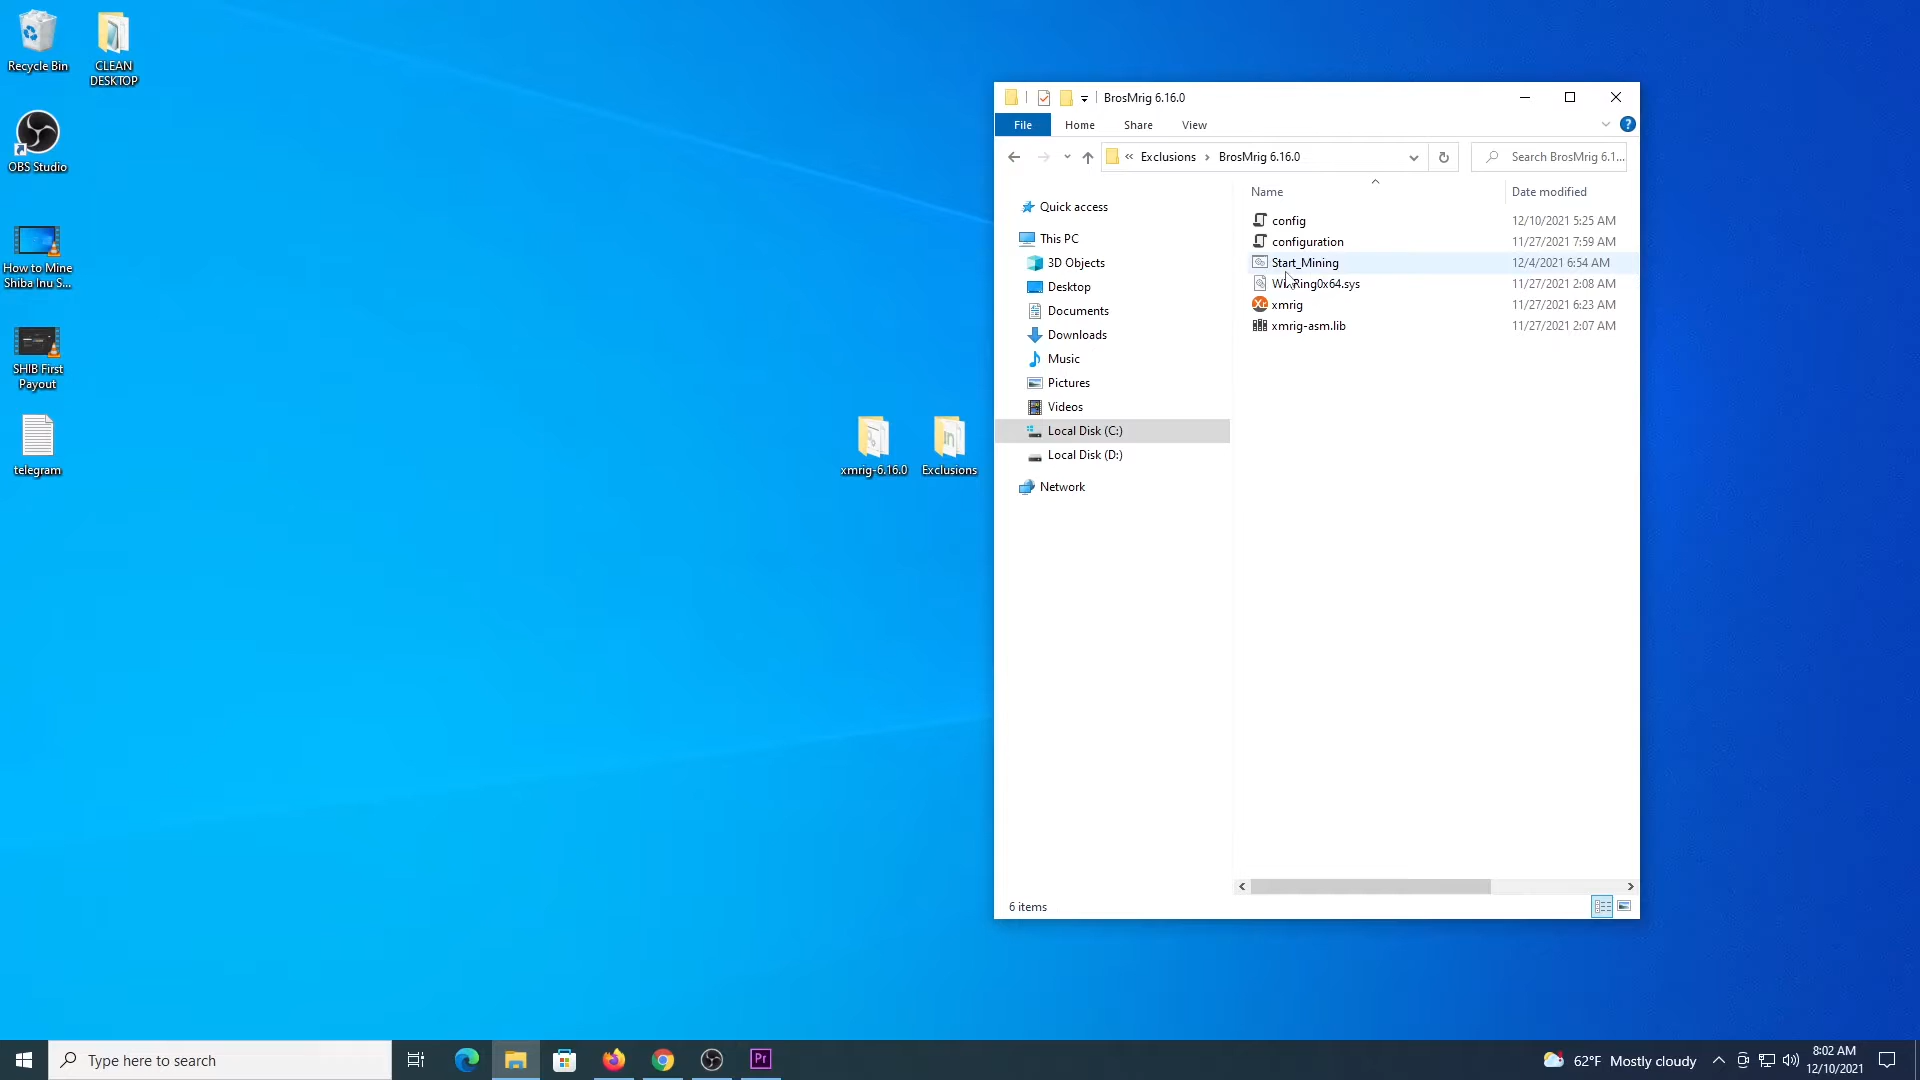 Recycle Bin
CLEAN
DESKTOP
OBS Studio
How to Mine
Shiba Inu S...
SHIB First
Payout
telegram
xmrig-6.16.0
Exclusions
BrosMrig 6.16.0
File
Home
Share
View
?
« Exclusions › BrosMrig 6.16.0
Search BrosMrig 6.1...
Quick access
This PC
3D Objects
Desktop
Documents
Downloads
Music
Pictures
Videos
Local Disk (C:)
Local Disk (D:)
Network
Name
Date modified
config
12/10/2021 5:25 AM
configuration
11/27/2021 7:59 AM
Start_Mining
12/4/2021 6:54 AM
WinRing0x64.sys
11/27/2021 2:08 AM
xmrig
11/27/2021 6:23 AM
xmrig-asm.lib
11/27/2021 2:07 AM
6 items
Type here to search
Pr
62°F Mostly cloudy
8:02 AM
12/10/2021